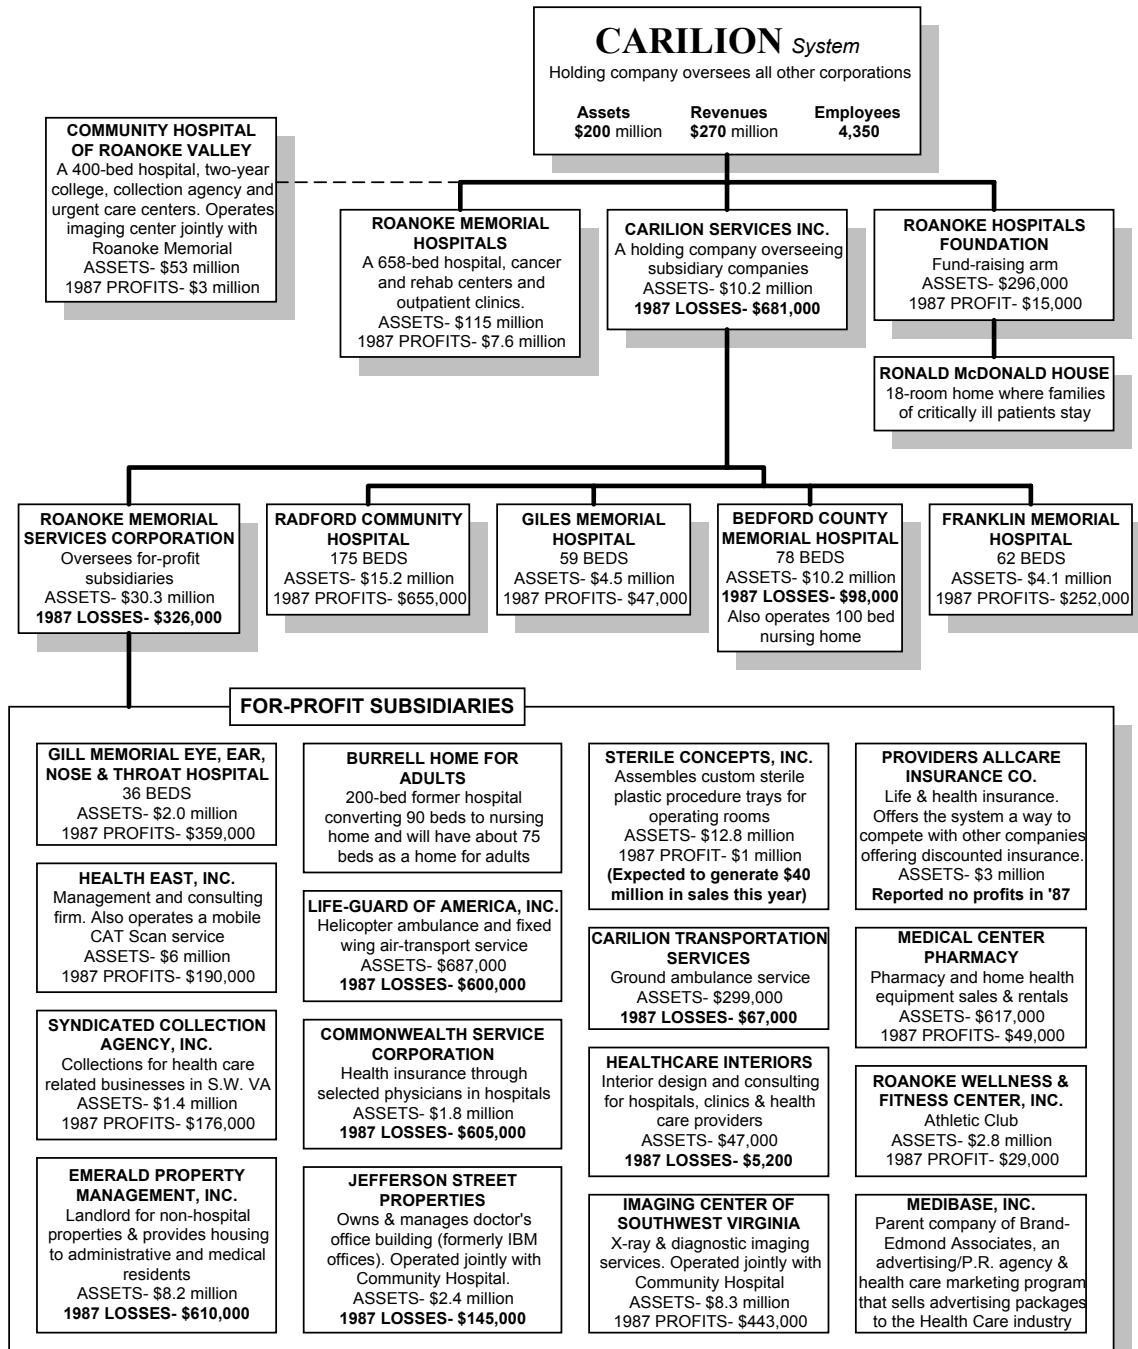 CARILION System
Holding company oversees all other corporations
Assets Revenues Employees
$200 million $270 million 4,350
COMMUNITY HOSPITAL
OF ROANOKE VALLEY
A 400-bed hospital, two-year
college, collection agency and
urgent care centers. Operates
imaging center jointly with
Roanoke Memorial
ASSETS- $53 million
1987 PROFITS- $3 million
ROANOKE MEMORIAL
HOSPITALS
A 658-bed hospital, cancer
and rehab centers and
outpatient clinics.
ASSETS- $115 million
1987 PROFITS- $7.6 million
CARILION SERVICES INC.
A holding company overseeing
subsidiary companies
ASSETS- $10.2 million
1987 LOSSES- $681,000
ROANOKE HOSPITALS
FOUNDATION
Fund-raising arm
ASSETS- $296,000
1987 PROFIT- $15,000
RONALD McDONALD HOUSE
18-room home where families
of critically ill patients stay
ROANOKE MEMORIAL
SERVICES CORPORATION
Oversees for-profit
subsidiaries
ASSETS- $30.3 million
1987 LOSSES- $326,000
RADFORD COMMUNITY
HOSPITAL
175 BEDS
ASSETS- $15.2 million
1987 PROFITS- $655,000
GILES MEMORIAL
HOSPITAL
59 BEDS
ASSETS- $4.5 million
1987 PROFITS- $47,000
BEDFORD COUNTY
MEMORIAL HOSPITAL
78 BEDS
ASSETS- $10.2 million
1987 LOSSES- $98,000
Also operates 100 bed
nursing home
FRANKLIN MEMORIAL
HOSPITAL
62 BEDS
ASSETS- $4.1 million
1987 PROFITS- $252,000
FOR-PROFIT SUBSIDIARIES
GILL MEMORIAL EYE, EAR,
NOSE & THROAT HOSPITAL
36 BEDS
ASSETS- $2.0 million
1987 PROFITS- $359,000
HEALTH EAST, INC.
Management and consulting
firm. Also operates a mobile
CAT Scan service
ASSETS- $6 million
1987 PROFITS- $190,000
SYNDICATED COLLECTION
AGENCY, INC.
Collections for health care
related businesses in S.W. VA
ASSETS- $1.4 million
1987 PROFITS- $176,000
EMERALD PROPERTY
MANAGEMENT, INC.
Landlord for non-hospital
properties & provides housing
to administrative and medical
residents
ASSETS- $8.2 million
1987 LOSSES- $610,000
BURRELL HOME FOR
ADULTS
200-bed former hospital
converting 90 beds to nursing
home and will have about 75
beds as a home for adults
LIFE-GUARD OF AMERICA, INC.
Helicopter ambulance and fixed
wing air-transport service
ASSETS- $687,000
1987 LOSSES- $600,000
COMMONWEALTH SERVICE
CORPORATION
Health insurance through
selected physicians in hospitals
ASSETS- $1.8 million
1987 LOSSES- $605,000
JEFFERSON STREET
PROPERTIES
Owns & manages doctor's
office building (formerly IBM
offices). Operated jointly with
Community Hospital.
ASSETS- $2.4 million
1987 LOSSES- $145,000
STERILE CONCEPTS, INC.
Assembles custom sterile
plastic procedure trays for
operating rooms
ASSETS- $12.8 million
1987 PROFIT- $1 million
(Expected to generate $40
million in sales this year)
CARILION TRANSPORTATION
SERVICES
Ground ambulance service
ASSETS- $299,000
1987 LOSSES- $67,000
HEALTHCARE INTERIORS
Interior design and consulting
for hospitals, clinics & health
care providers
ASSETS- $47,000
1987 LOSSES- $5,200
IMAGING CENTER OF
SOUTHWEST VIRGINIA
X-ray & diagnostic imaging
services. Operated jointly with
Community Hospital
ASSETS- $8.3 million
1987 PROFITS- $443,000
PROVIDERS ALLCARE
INSURANCE CO.
Life & health insurance.
Offers the system a way to
compete with other companies
offering discounted insurance.
ASSETS- $3 million
Reported no profits in '87
MEDICAL CENTER
PHARMACY
Pharmacy and home health
equipment sales & rentals
ASSETS- $617,000
1987 PROFITS- $49,000
ROANOKE WELLNESS &
FITNESS CENTER, INC.
Athletic Club
ASSETS- $2.8 million
1987 PROFIT- $29,000
MEDIBASE, INC.
Parent company of Brand-
Edmond Associates, an
advertising/P.R. agency &
health care marketing program
that sells advertising packages
to the Health Care industry